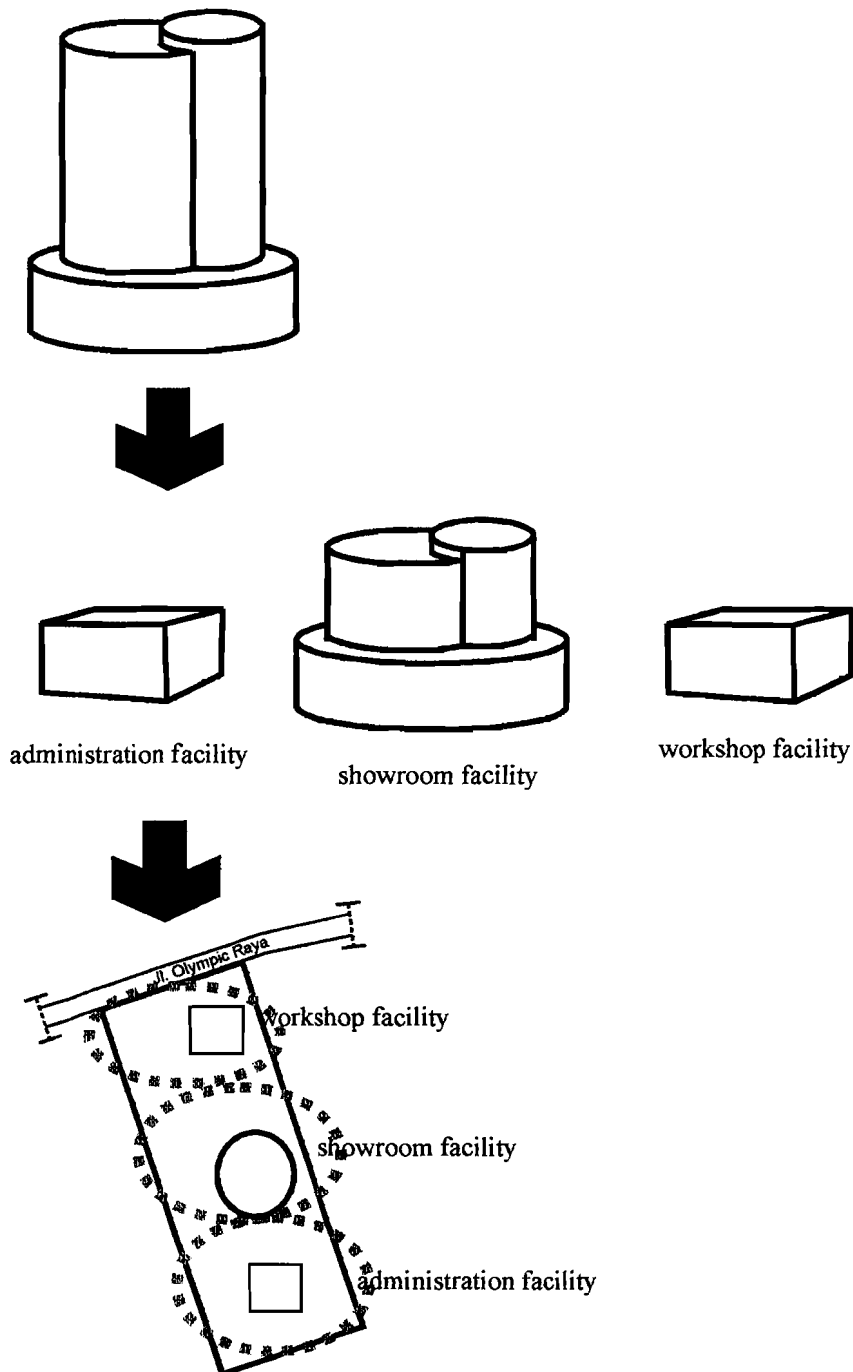 administration facility
showroom facility
workshop facility
Jl. Olympic Raya
workshop facility
showroom facility
administration facility